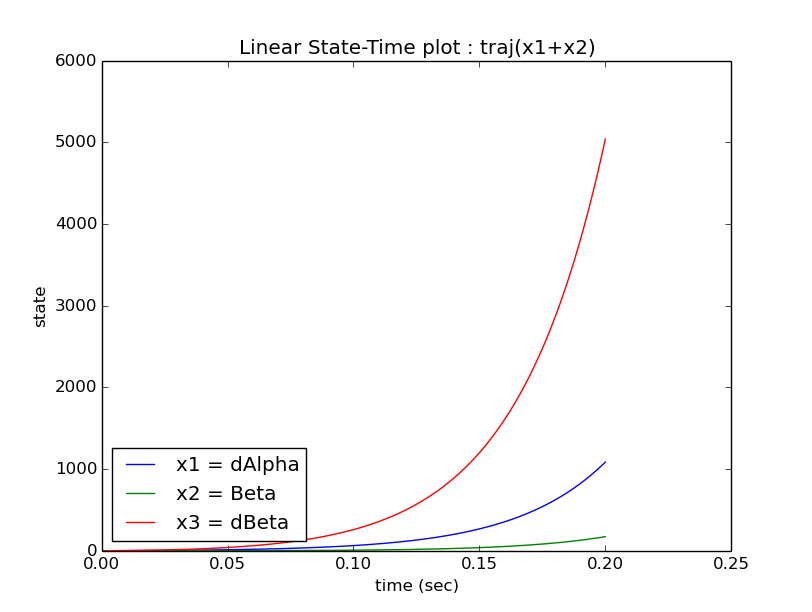 Linear State-Time plot : traj(x1+x2)
6000
5000
4000
3000
2000
1000
0
state
x1 = dAlpha
x2 = Beta
x3 = dBeta
0.00 0.05 0.10 0.15 0.20 0.25
time (sec)